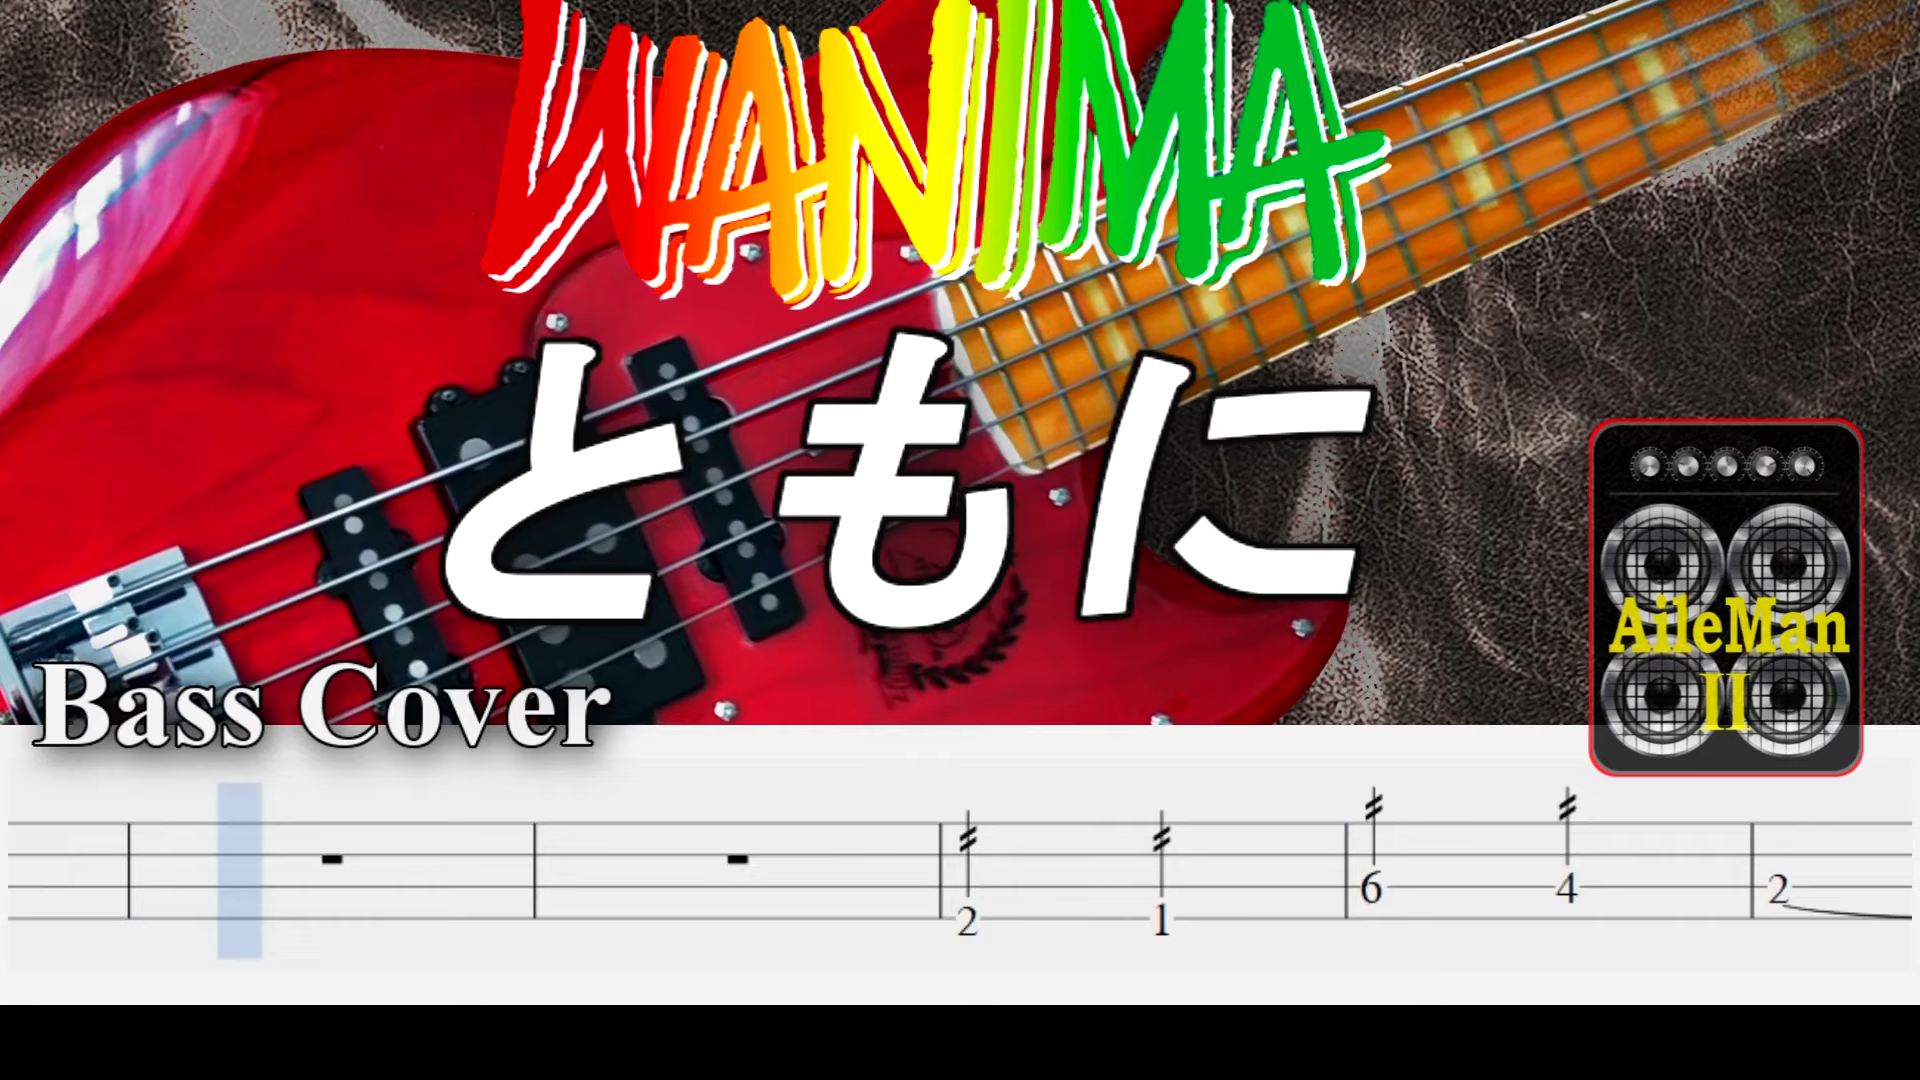 WANIMA
ともに
Bass Cover
AileMan
II
2 1 6 4 2